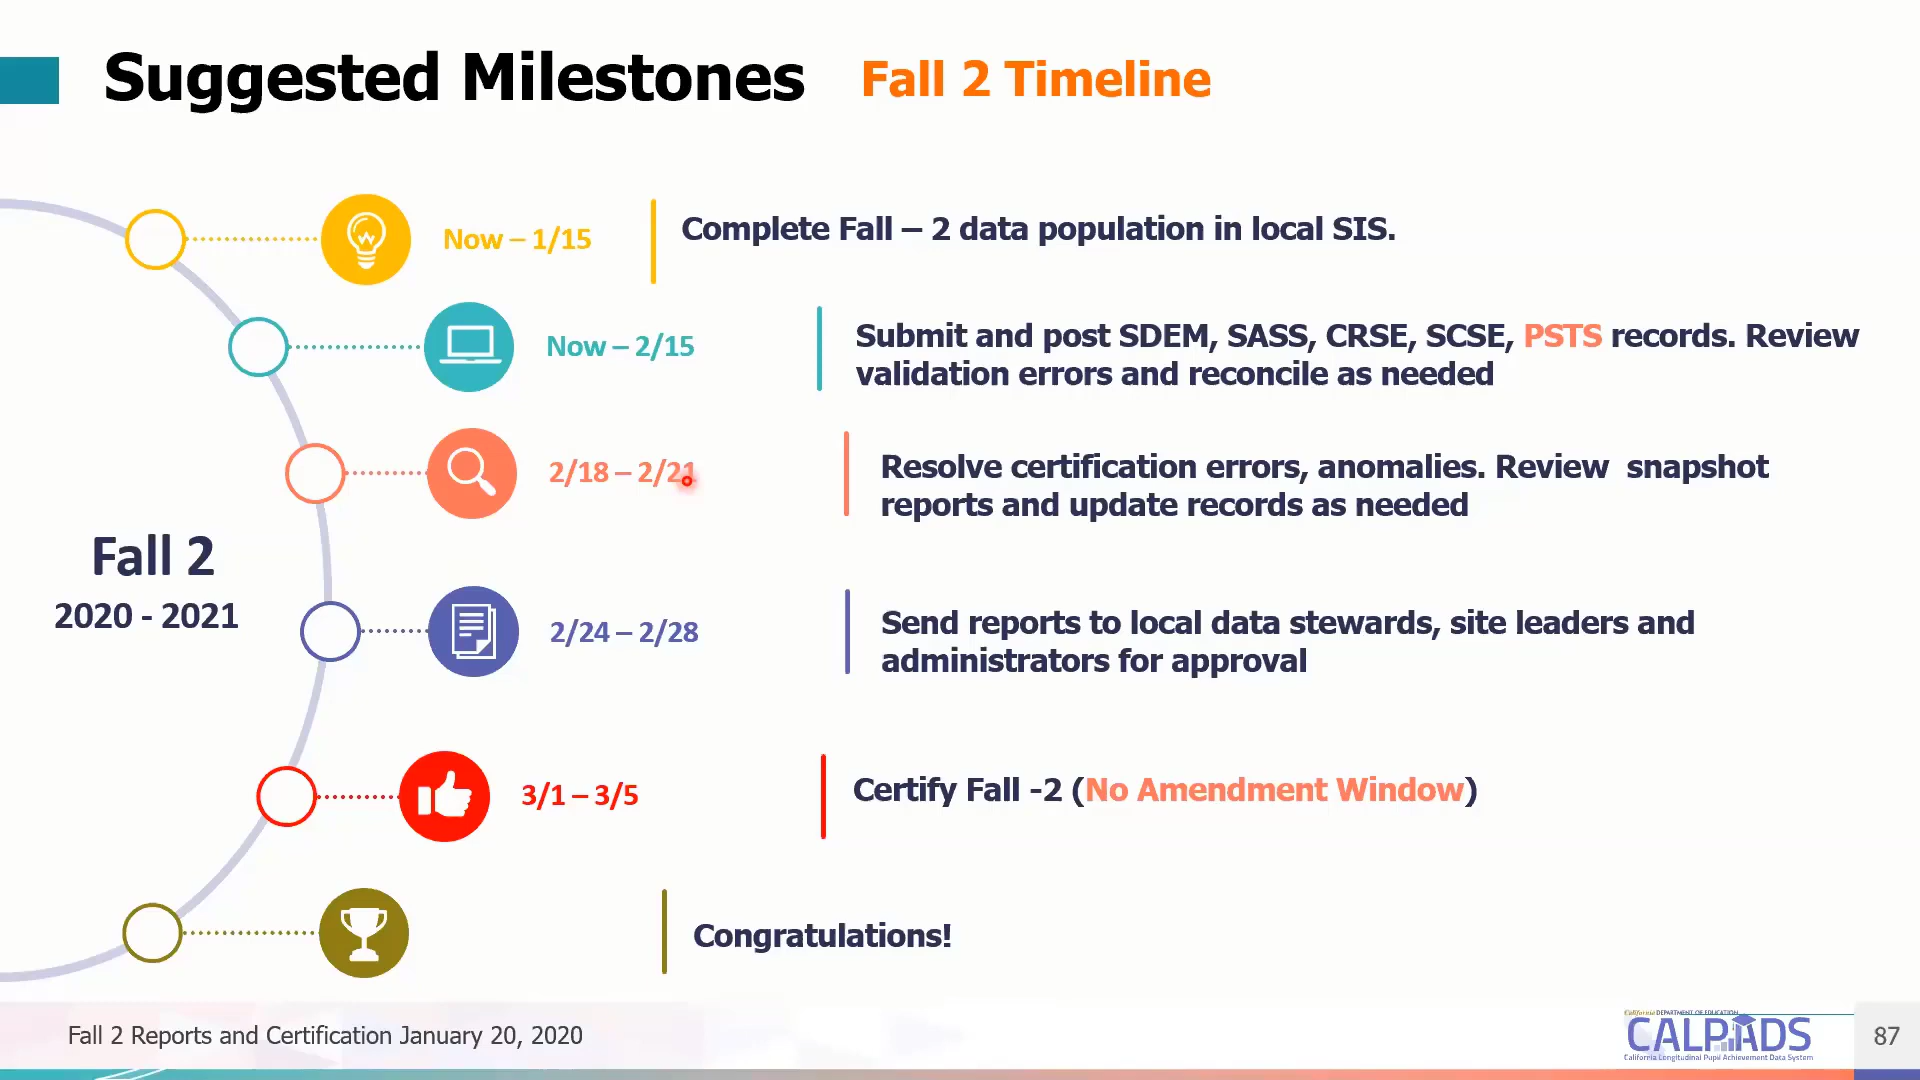 Suggested Milestones Fall 2 Timeline
Now – 1/15
Complete Fall – 2 data population in local SIS.
Now – 2/15
Submit and post SDEM, SASS, CRSE, SCSE, PSTS records. Review
validation errors and reconcile as needed
2/18 – 2/21
Resolve certification errors, anomalies. Review snapshot
reports and update records as needed
Fall 2
2020 - 2021
2/24 – 2/28
Send reports to local data stewards, site leaders and
administrators for approval
3/1 – 3/5
Certify Fall -2 (No Amendment Window)
Congratulations!
Fall 2 Reports and Certification January 20, 2020
California DEPARTMENT OF EDUCATION
CALPADS
California Longitudinal Pupil Achievement Data System
87